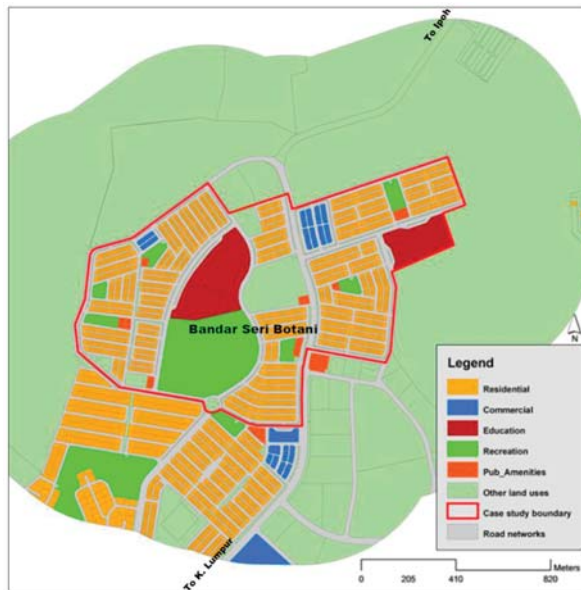 To Ipoh
Bandar Seri Botani
N
Legend
Residential
Commercial
Education
Recreation
Pub_Amenities
Other land uses
Case study boundary
Road networks
To K. Lumpur
Meters
0 205 410 820